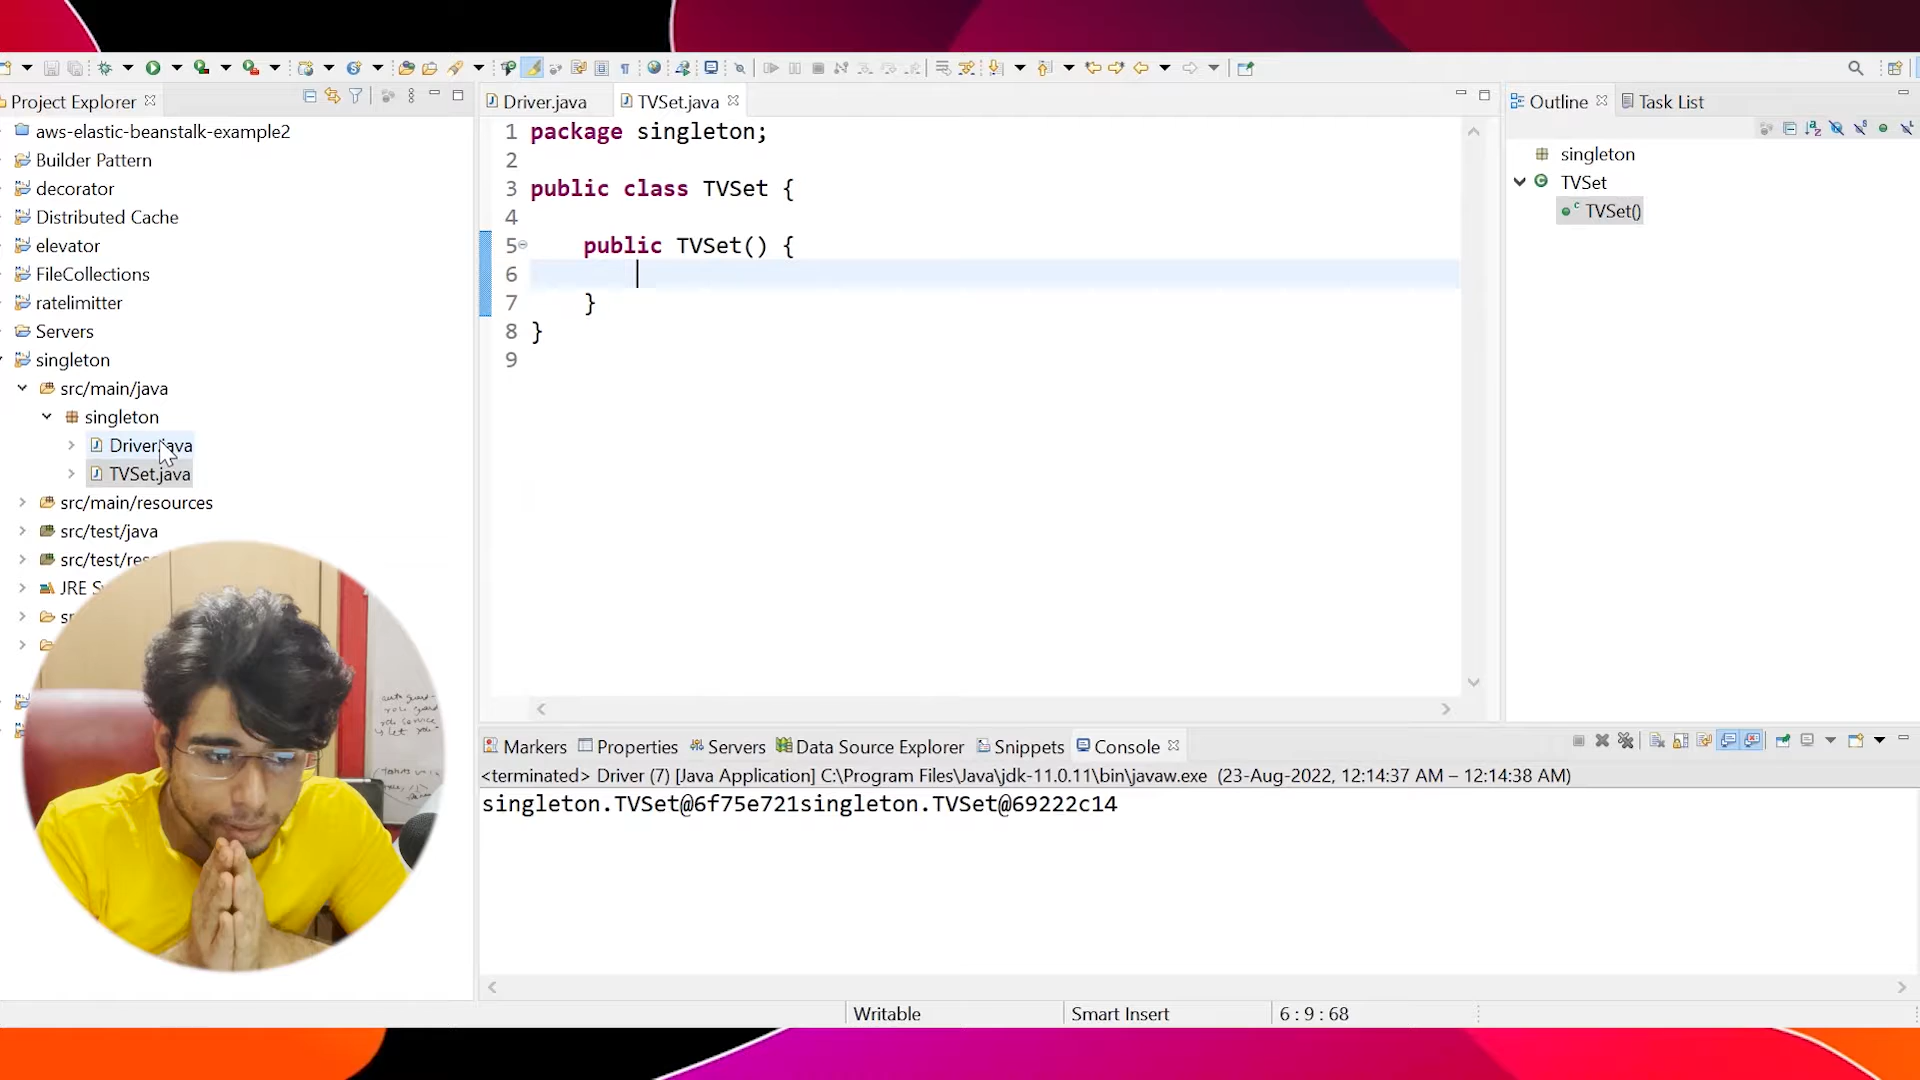 Project Explorer
aws-elastic-beanstalk-example2
Builder Pattern
decorator
Distributed Cache
elevator
FileCollections
ratelimitter
Servers
singleton
src/main/java
singleton
Driver.java
TVSet.java
src/main/resources
src/test/java
src/test/res
JRE S
Driver.java
TVSet.java
1 package singleton;
2
3 public class TVSet {
4
5 public TVSet() {
6
7 }
8 }
9
Outline
Task List
singleton
TVSet
TVSet()
Markers
Properties
Servers
Data Source Explorer
Snippets
Console
<terminated> Driver (7) [Java Application] C:\Program Files\Java\jdk-11.0.11\bin\javaw.exe (23-Aug-2022, 12:14:37 AM – 12:14:38 AM)
singleton.TVSet@6f75e721singleton.TVSet@69222c14
Writable
Smart Insert
6 : 9 : 68